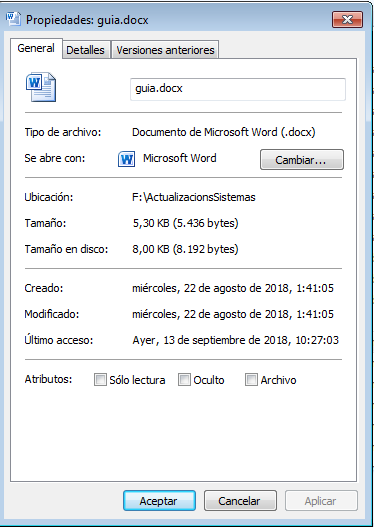 Propiedades: guia.docx
General Detalles Versiones anteriores
guia.docx
Tipo de archivo: Documento de Microsoft Word (.docx)
Se abre con: Microsoft Word Cambiar...
Ubicación: F:\ActualizacionsSistemas
Tamaño: 5,30 KB (5.436 bytes)
Tamaño en disco: 8,00 KB (8.192 bytes)
Creado: miércoles, 22 de agosto de 2018, 1:41:05
Modificado: miércoles, 22 de agosto de 2018, 1:41:05
Último acceso: Ayer, 13 de septiembre de 2018, 10:27:03
Atributos: Sólo lectura Oculto Archivo
Aceptar Cancelar Aplicar